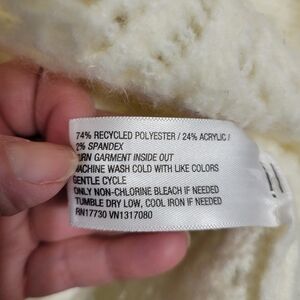 74% RECYCLED POLYESTER / 24% ACRYLIC /
2% SPANDEX
TURN GARMENT INSIDE OUT
MACHINE WASH COLD WITH LIKE COLORS
GENTLE CYCLE
ONLY NON-CHLORINE BLEACH IF NEEDED
TUMBLE DRY LOW, COOL IRON IF NEEDED
RN17730 VN1317080